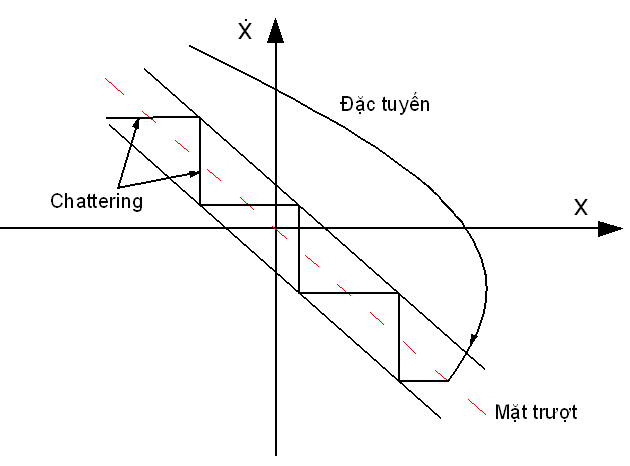 Ẋ
Đặc tuyến
Chattering
X
Mặt trượt